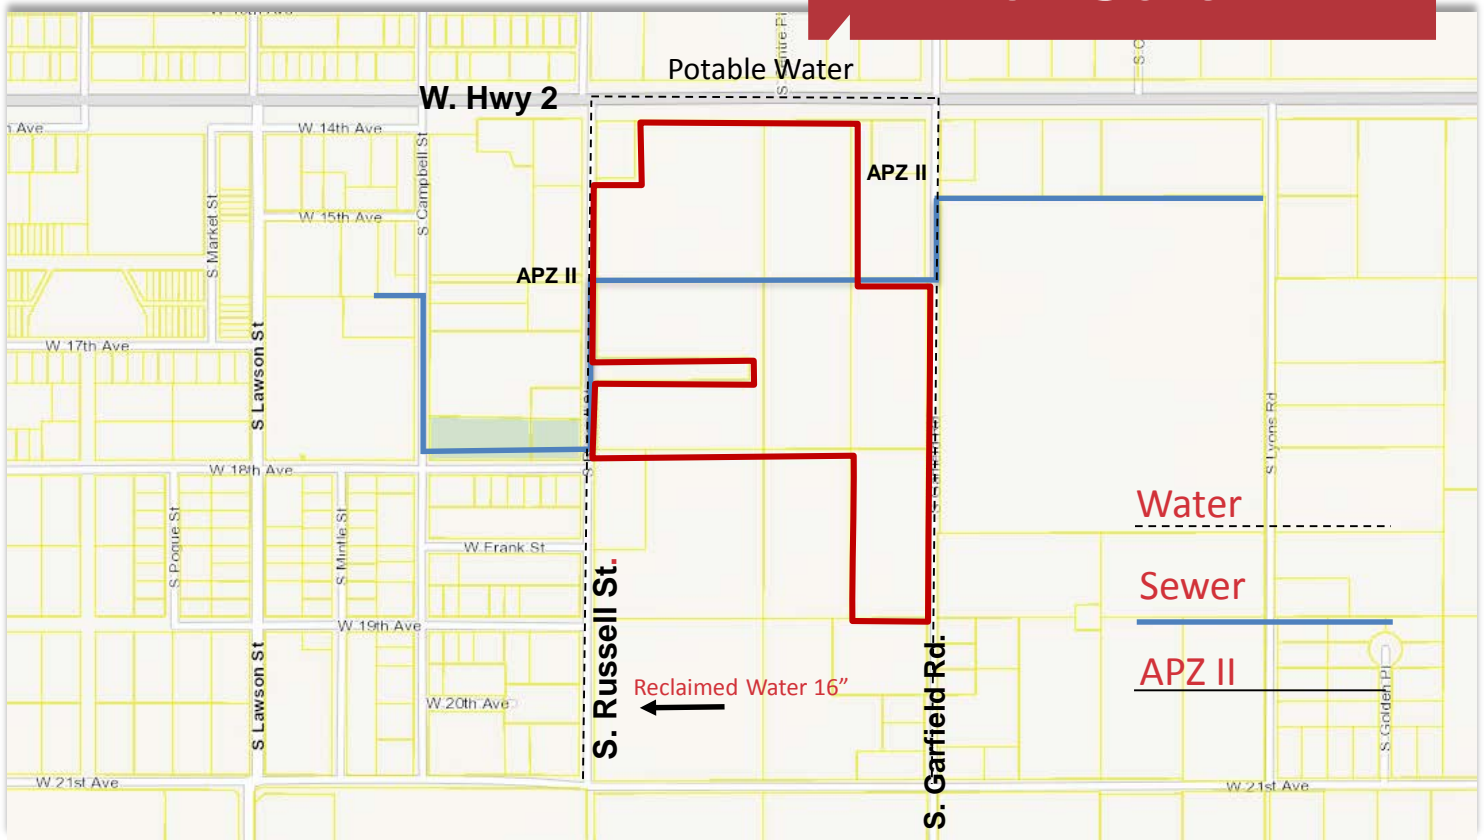 Potable Water
W. Hwy 2
W 14th Ave
Ave
S Campbell St
APZ II
S Market St
W 15th Ave
APZ II
W 17th Ave
S Lawson St
S Lyons Rd
W 18th Ave
Water
S Pogue St
S Mintle St
W Frank St
S. Russell St.
Sewer
W 19th Ave
S Lawson St
S. Garfield Rd.
APZ II
Reclaimed Water 16”
W 20th Ave
S Golden Pl
W 21st Ave
W 21st Ave